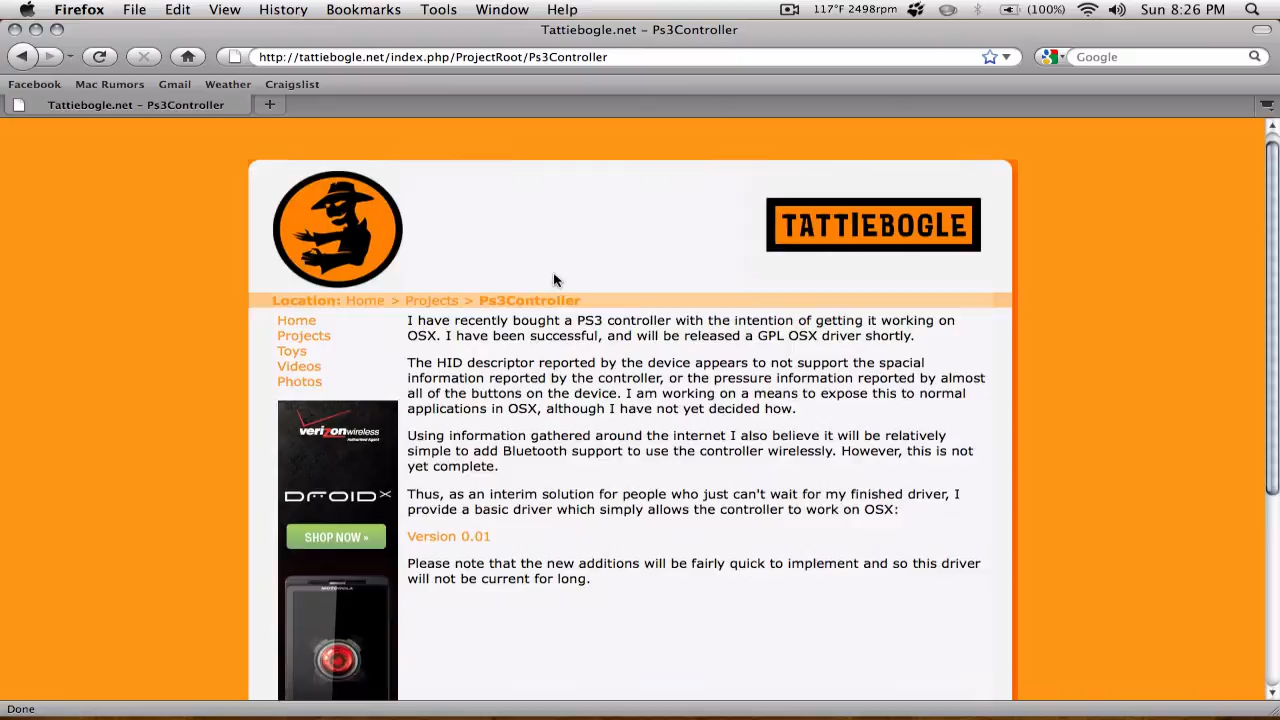 Firefox File Edit View History Bookmarks Tools Window Help 117°F 2498rpm (100%) Sun 8:26 PM
Tattiebogle.net – Ps3Controller
http://tattiebogle.net/index.php/ProjectRoot/Ps3Controller Google
Facebook Mac Rumors Gmail Weather Craigslist
Tattiebogle.net – Ps3Controller
TATTIEBOGLE
Location: Home > Projects > Ps3Controller
Home
Projects
Toys
Videos
Photos
verizonwireless
Authorized Agent
DROIDX
SHOP NOW »
MOTOROLA
I have recently bought a PS3 controller with the intention of getting it working on
OSX. I have been successful, and will be released a GPL OSX driver shortly.
The HID descriptor reported by the device appears to not support the spacial
information reported by the controller, or the pressure information reported by almost
all of the buttons on the device. I am working on a means to expose this to normal
applications in OSX, although I have not yet decided how.
Using information gathered around the internet I also believe it will be relatively
simple to add Bluetooth support to use the controller wirelessly. However, this is not
yet complete.
Thus, as an interim solution for people who just can't wait for my finished driver, I
provide a basic driver which simply allows the controller to work on OSX:
Version 0.01
Please note that the new additions will be fairly quick to implement and so this driver
will not be current for long.
Done